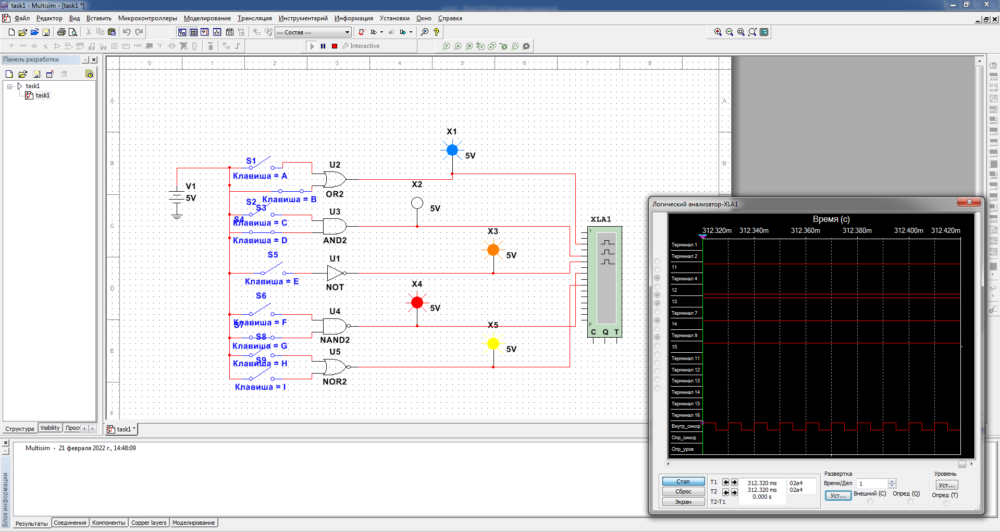 task1 - Multisim - [task1 *]
Файл Редактор Вид Вставить Микроконтроллеры Моделирование Трансляция Инструментарий Информация Установки Окно Справка
--- Состав ---
Interactive
Панель разработки
task1
task1
Структура Visibility
0 1 2 3 4 5 6 7 8
A
B
C
D
E
F
A
B
V1
5V
S1
Клавиша = A
S2
Клавиша = B
S3
Клавиша = C
S4
Клавиша = D
S5
Клавиша = E
S6
Клавиша = F
S7
Клавиша = G
S8
Клавиша = H
S9
Клавиша = I
U2
OR2
U3
AND2
U1
NOT
U4
NAND2
U5
NOR2
X1
5V
X2
5V
X3
5V
X4
5V
X5
5V
XLA1
1
F
C Q T
task1 *
Логический анализатор-XLA1
Время (с)
312.320m 312.340m 312.360m 312.380m 312.400m 312.420m
Терминал 1
Терминал 2
11
Терминал 4
12
13
Терминал 7
14
Терминал 9
15
Терминал 11
Терминал 12
Терминал 13
Терминал 14
Терминал 15
Терминал 16
Внутр_синхр
Опр_синхр
Опр_уров
Стоп
Сброс
Экран
T1 312.320 ms 02a4
T2 312.320 ms 02a4
T2-T1 0.000 s
Развертка
Время/Дел 1
Уст...
Внешний (C) Опред (Q)
Уровень
Уст...
Опред (T)
Multisim - 21 февраля 2022 г., 14:48:09
Блок информации
Результаты Соединения Компоненты Copper layers Моделирование